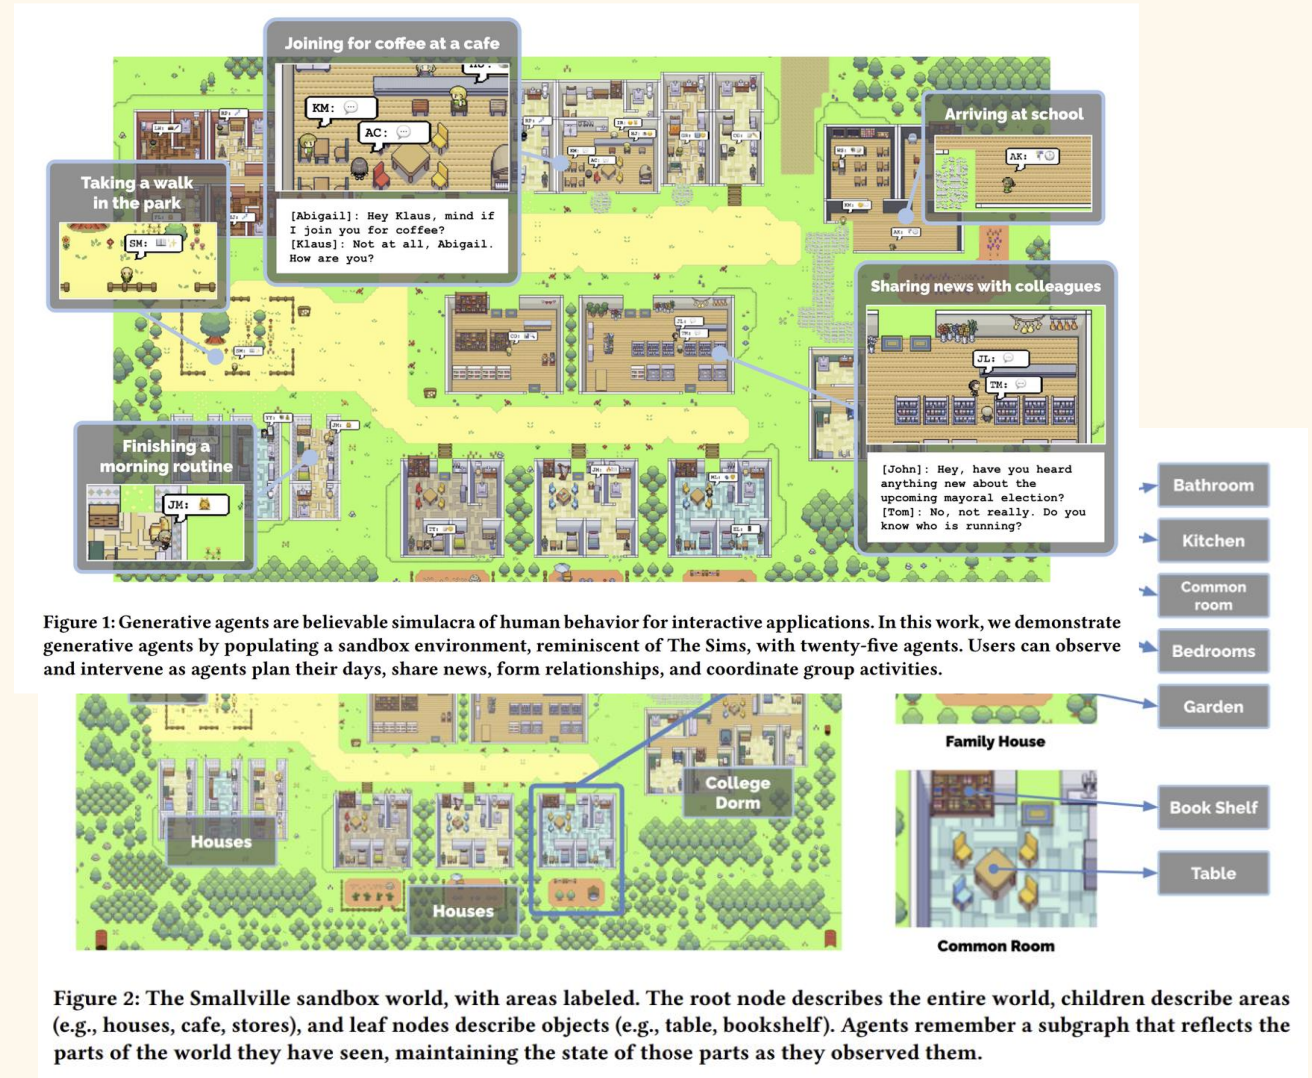 Joining for coffee at a cafe
KM:
AC:
[Abigail]: Hey Klaus, mind if
I join you for coffee?
[Klaus]: Not at all, Abigail.
How are you?
Arriving at school
AK:
Taking a walk
in the park
SM:
Sharing news with colleagues
JL:
TM:
[John]: Hey, have you heard
anything new about the
upcoming mayoral election?
[Tom]: No, not really. Do you
know who is running?
Finishing a
morning routine
JM:
Figure 1: Generative agents are believable simulacra of human behavior for interactive applications. In this work, we demonstrate
generative agents by populating a sandbox environment, reminiscent of The Sims, with twenty-five agents. Users can observe
and intervene as agents plan their days, share news, form relationships, and coordinate group activities.
Bathroom
Kitchen
Common
room
Bedrooms
Garden
Family House
College
Dorm
Houses
Houses
Book Shelf
Table
Common Room
Figure 2: The Smallville sandbox world, with areas labeled. The root node describes the entire world, children describe areas
(e.g., houses, cafe, stores), and leaf nodes describe objects (e.g., table, bookshelf). Agents remember a subgraph that reflects the
parts of the world they have seen, maintaining the state of those parts as they observed them.